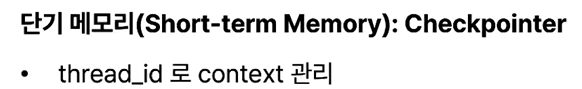 단기 메모리(Short-term Memory): Checkpointer
• thread_id 로 context 관리